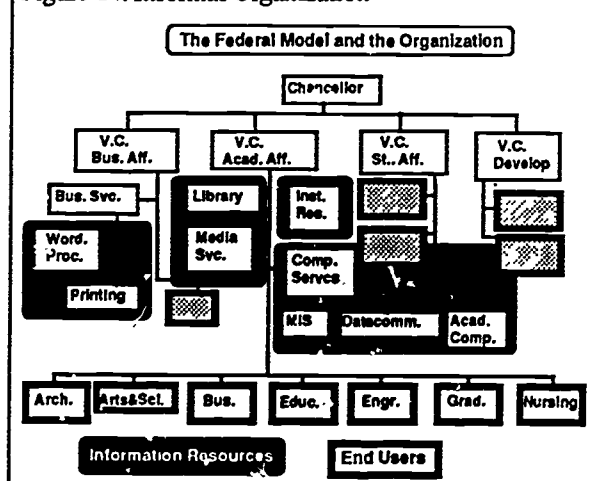 The Federal Model and the Organization
Chancellor
V.C.
Bus. Aff.
V.C.
Acad. Aff.
V.C.
St.. Aff.
V.C.
Develop
Bus. Svc.
Library
Inst.
Res.
Word.
Proc.
Media
Svc.
Comp.
Servcs
Printing
MIS
Datacomm.
Acad.
Comp.
Arch.
Arts&Sci.
Bus.
Educ.
Engr.
Grad.
Nursing
Information Resources
End Users